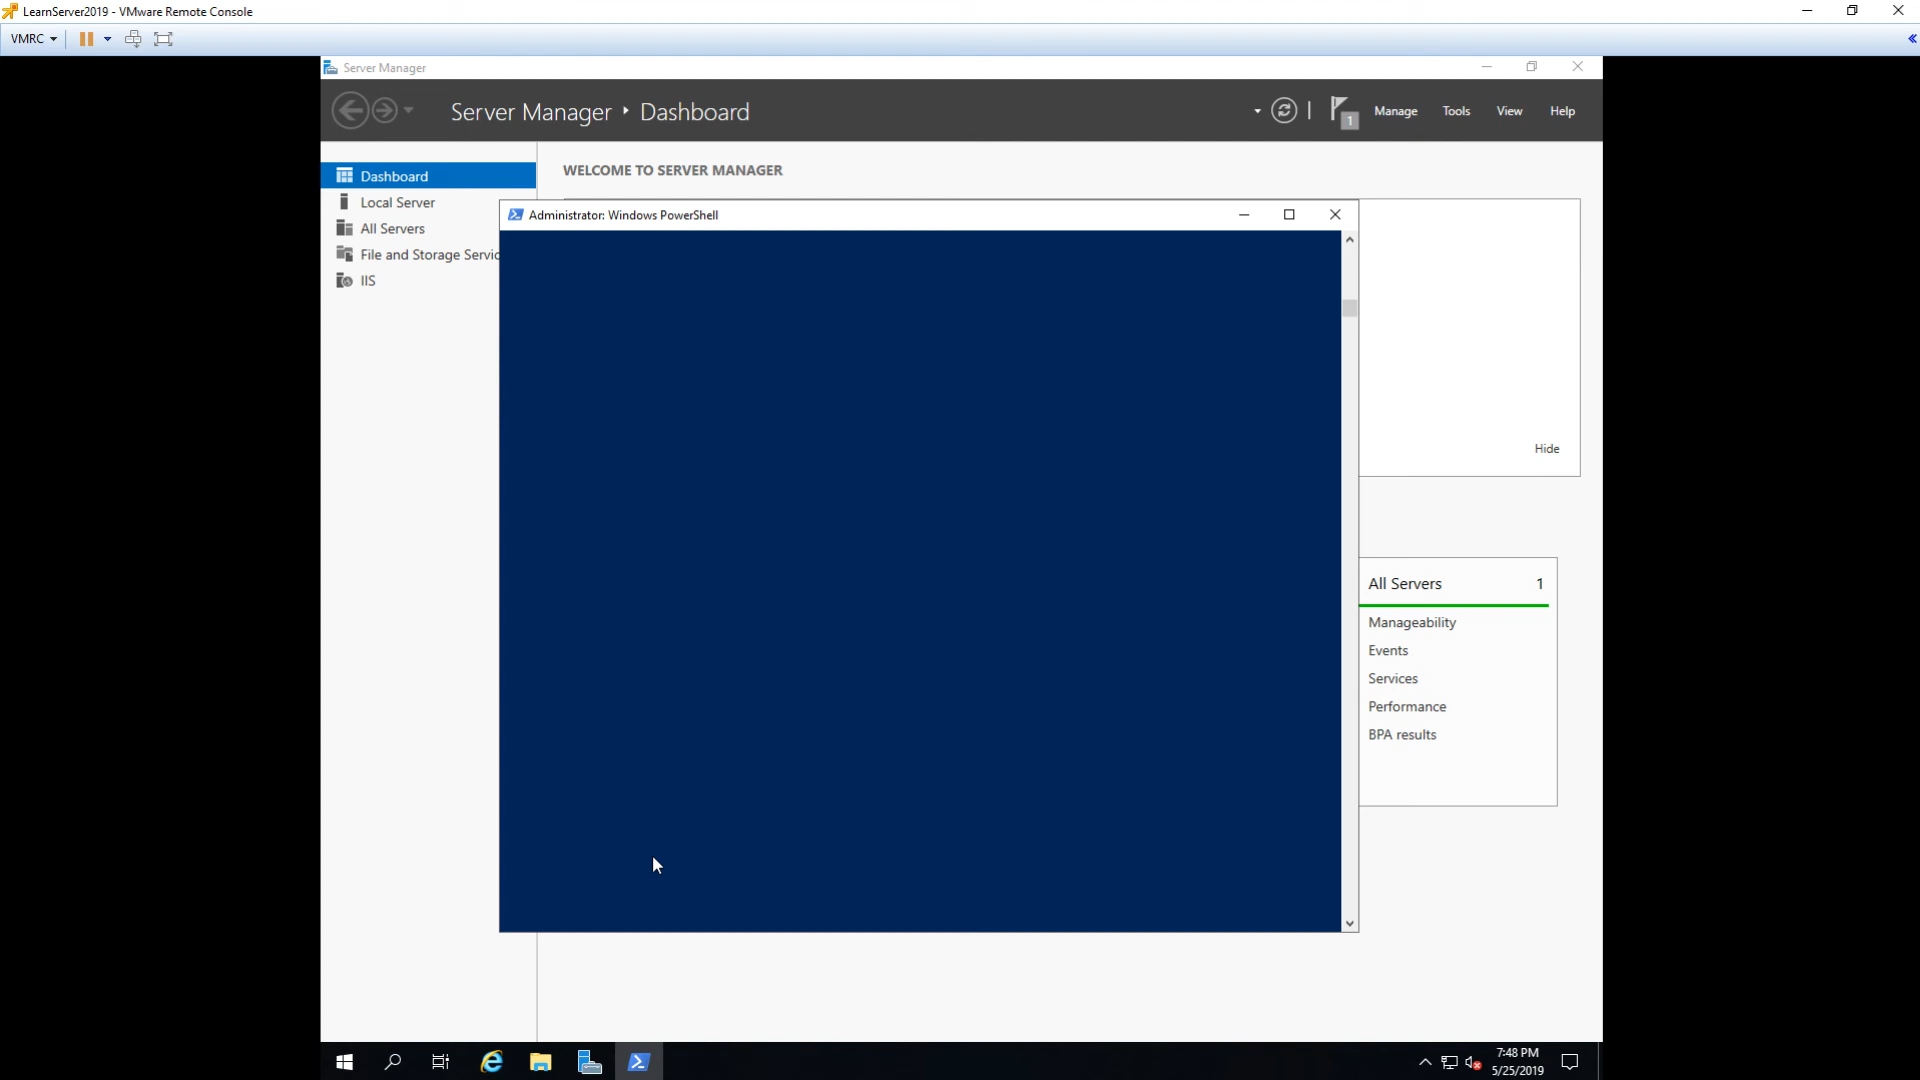 LearnServer2019 - VMware Remote Console
VMRC
Server Manager
Server Manager Dashboard
1
Manage
Tools
View
Help
Dashboard
Local Server
All Servers
File and Storage Servic
IIS
WELCOME TO SERVER MANAGER
Administrator: Windows PowerShell
Hide
All Servers 1
Manageability
Events
Services
Performance
BPA results
7:48 PM
5/25/2019